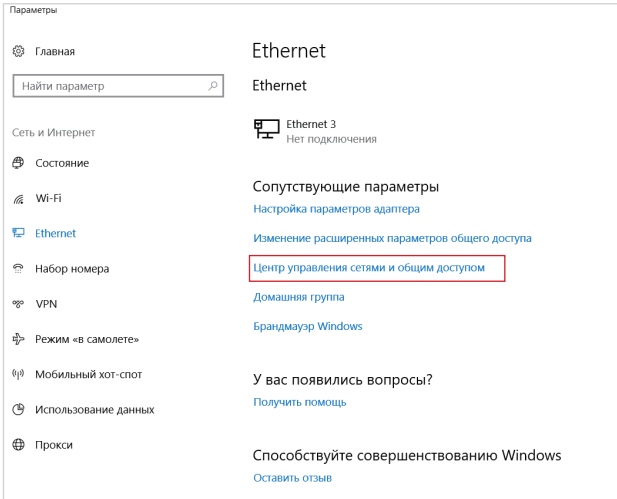 Параметры
Главная
Найти параметр
Сеть и Интернет
Состояние
Wi-Fi
Ethernet
Набор номера
VPN
Режим «в самолете»
Мобильный хот-спот
Использование данных
Прокси
Ethernet
Ethernet
Ethernet 3
Нет подключения
Сопутствующие параметры
Настройка параметров адаптера
Изменение расширенных параметров общего доступа
Центр управления сетями и общим доступом
Домашняя группа
Брандмауэр Windows
У вас появились вопросы?
Получить помощь
Способствуйте совершенствованию Windows
Оставить отзыв